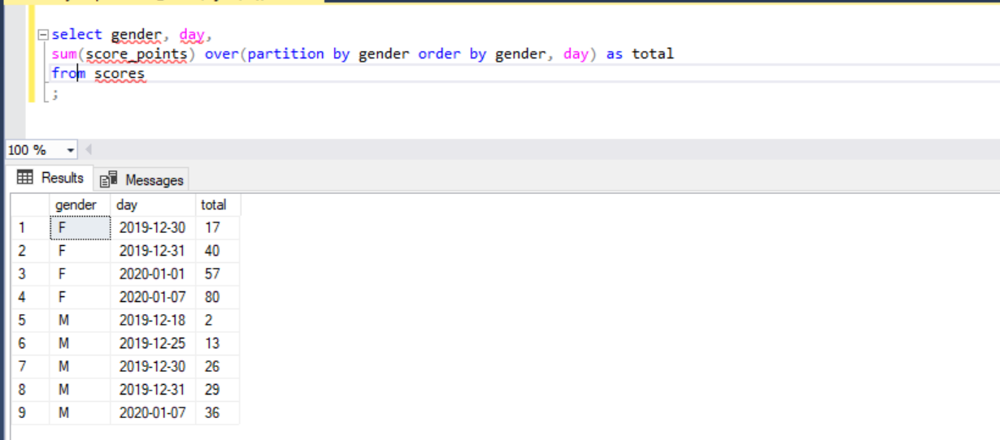 select gender, day,
sum(score_points) over(partition by gender order by gender, day) as total
from scores
;
100 %
Results Messages
gender day total
1 F 2019-12-30 17
2 F 2019-12-31 40
3 F 2020-01-01 57
4 F 2020-01-07 80
5 M 2019-12-18 2
6 M 2019-12-25 13
7 M 2019-12-30 26
8 M 2019-12-31 29
9 M 2020-01-07 36